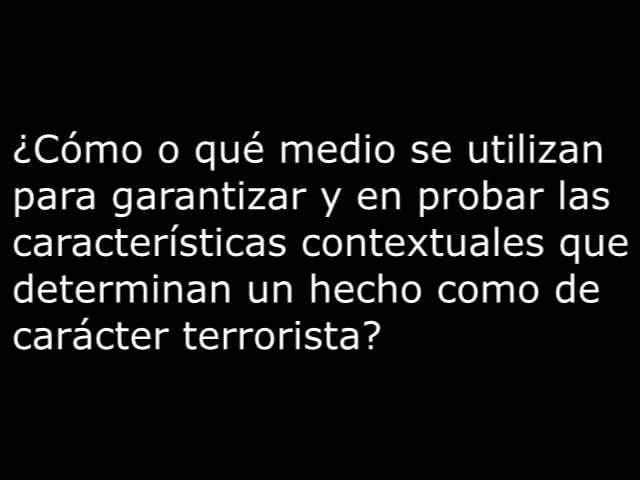 ¿Cómo o qué medio se utilizan
para garantizar y en probar las
características contextuales que
determinan un hecho como de
carácter terrorista?